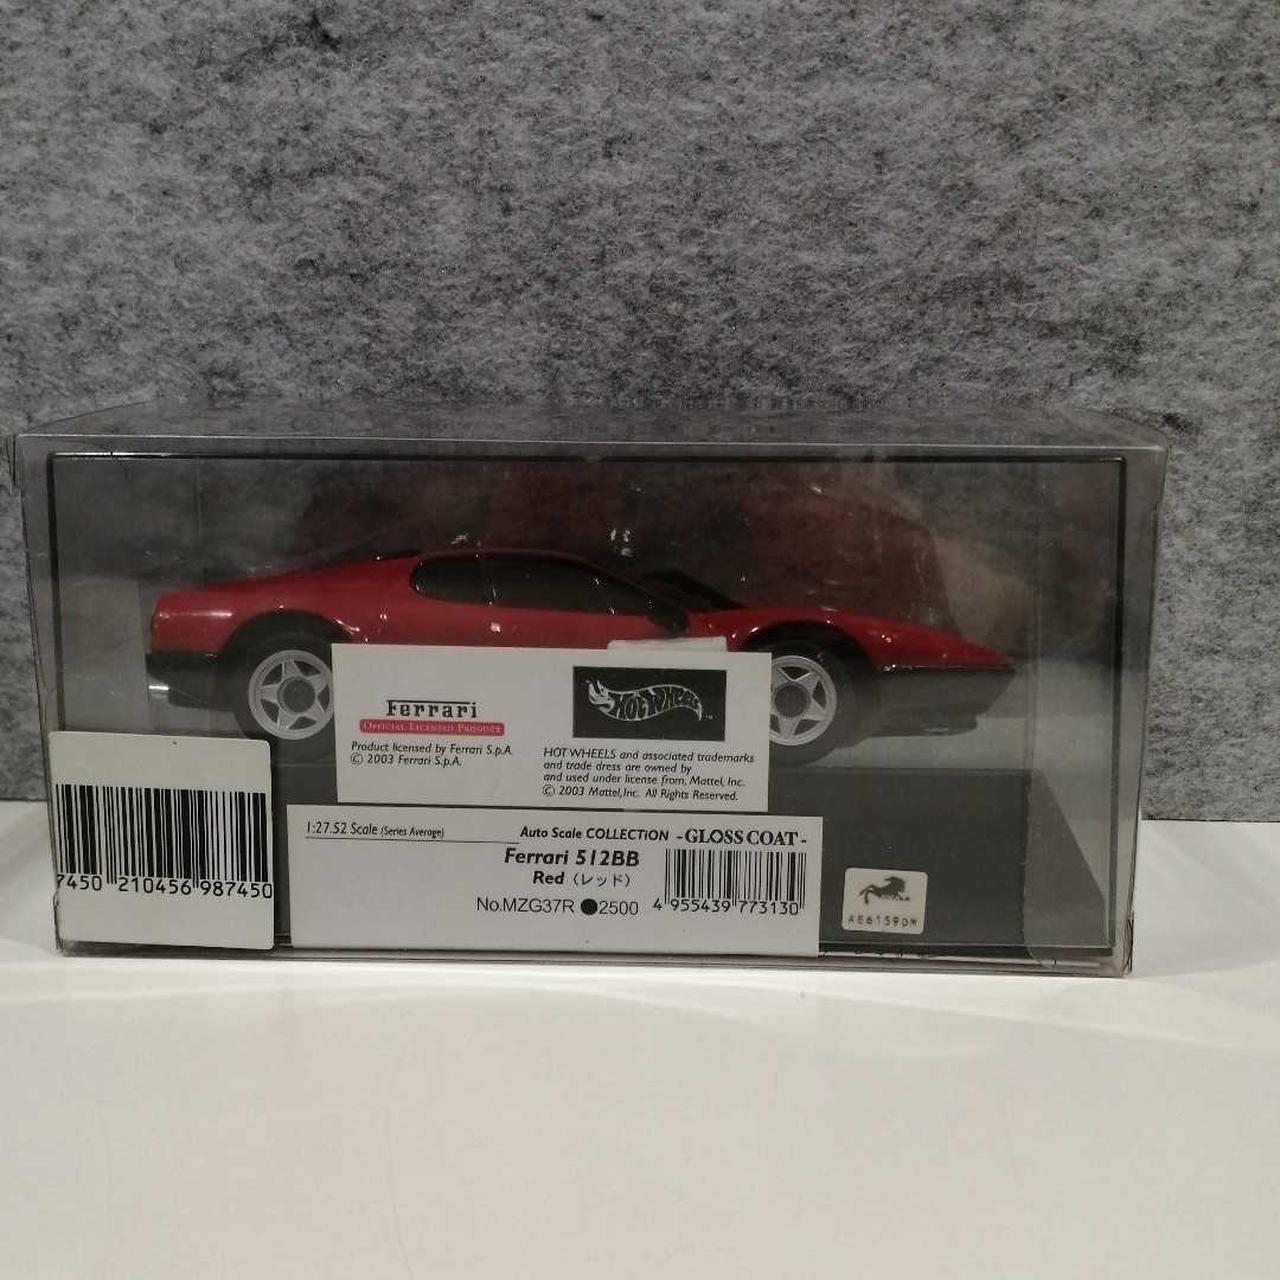 Ferrari
OFFICIAL LICENSED PRODUCT
Product licensed by Ferrari S.p.A.
© 2003 Ferrari S.p.A.
HOT WHEELS ™
HOT WHEELS and associated trademarks
and trade dress are owned by
and used under license from, Mattel, Inc.
© 2003 Mattel,Inc. All Rights Reserved.
7450 210456 987450
1:27.52 Scale (Series Average)
Auto Scale COLLECTiON -GLOSS COAT-
Ferrari 512BB
Red (レッド)
No.MZG37R ●2500
4 955439 773130